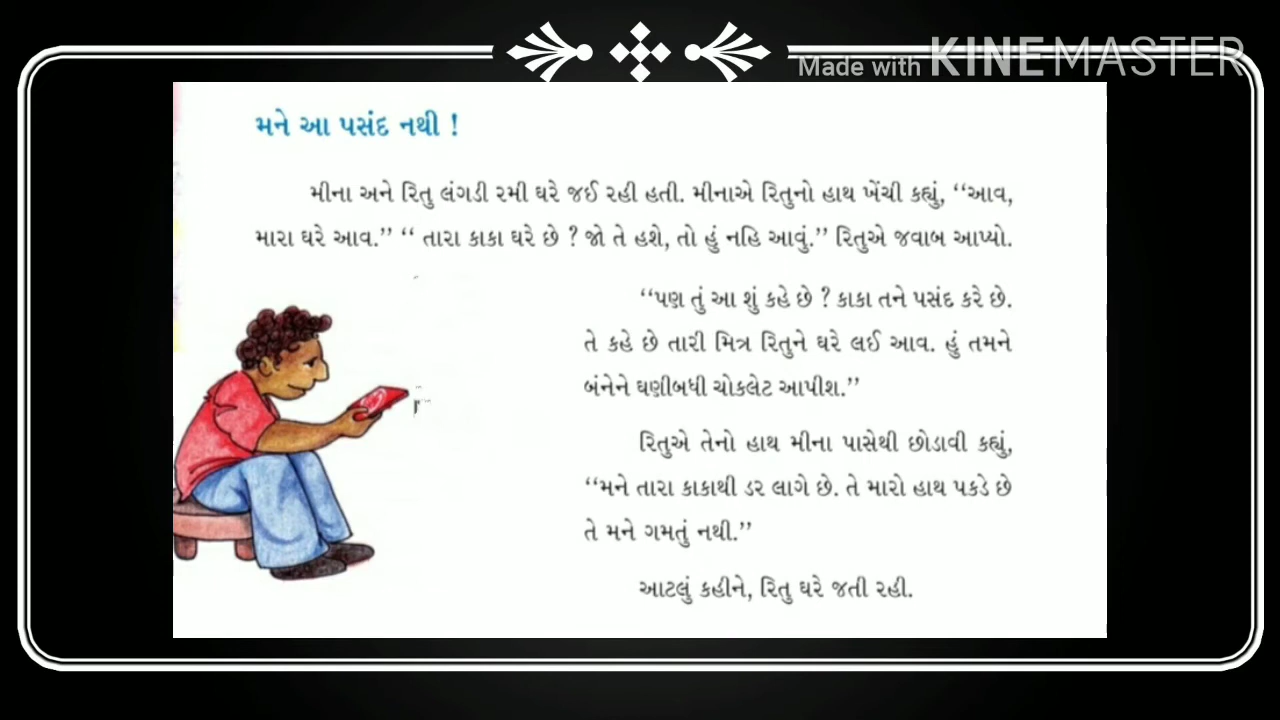 Made with KINEMASTER
મને આ પસંદ નથી !
મીના અને રિતુ લંગડી રમી ઘરે જઈ રહી હતી. મીનાએ રિતુનો હાથ ખેંચી કહ્યું, “આવ,
મારા ઘરે આવ.” “ તારા કાકા ઘરે છે ? જો તે હશે, તો હું નહિ આવું.” રિતુએ જવાબ આપ્યો.
“પણ તું આ શું કહે છે ? કાકા તને પસંદ કરે છે.
તે કહે છે તારી મિત્ર રિતુને ઘરે લઈ આવ. હું તમને
બંનેને ઘણીબધી ચોકલેટ આપીશ.”
રિતુએ તેનો હાથ મીના પાસેથી છોડાવી કહ્યું,
“મને તારા કાકાથી ડર લાગે છે. તે મારો હાથ પકડે છે
તે મને ગમતું નથી.”
આટલું કહીને, રિતુ ઘરે જતી રહી.